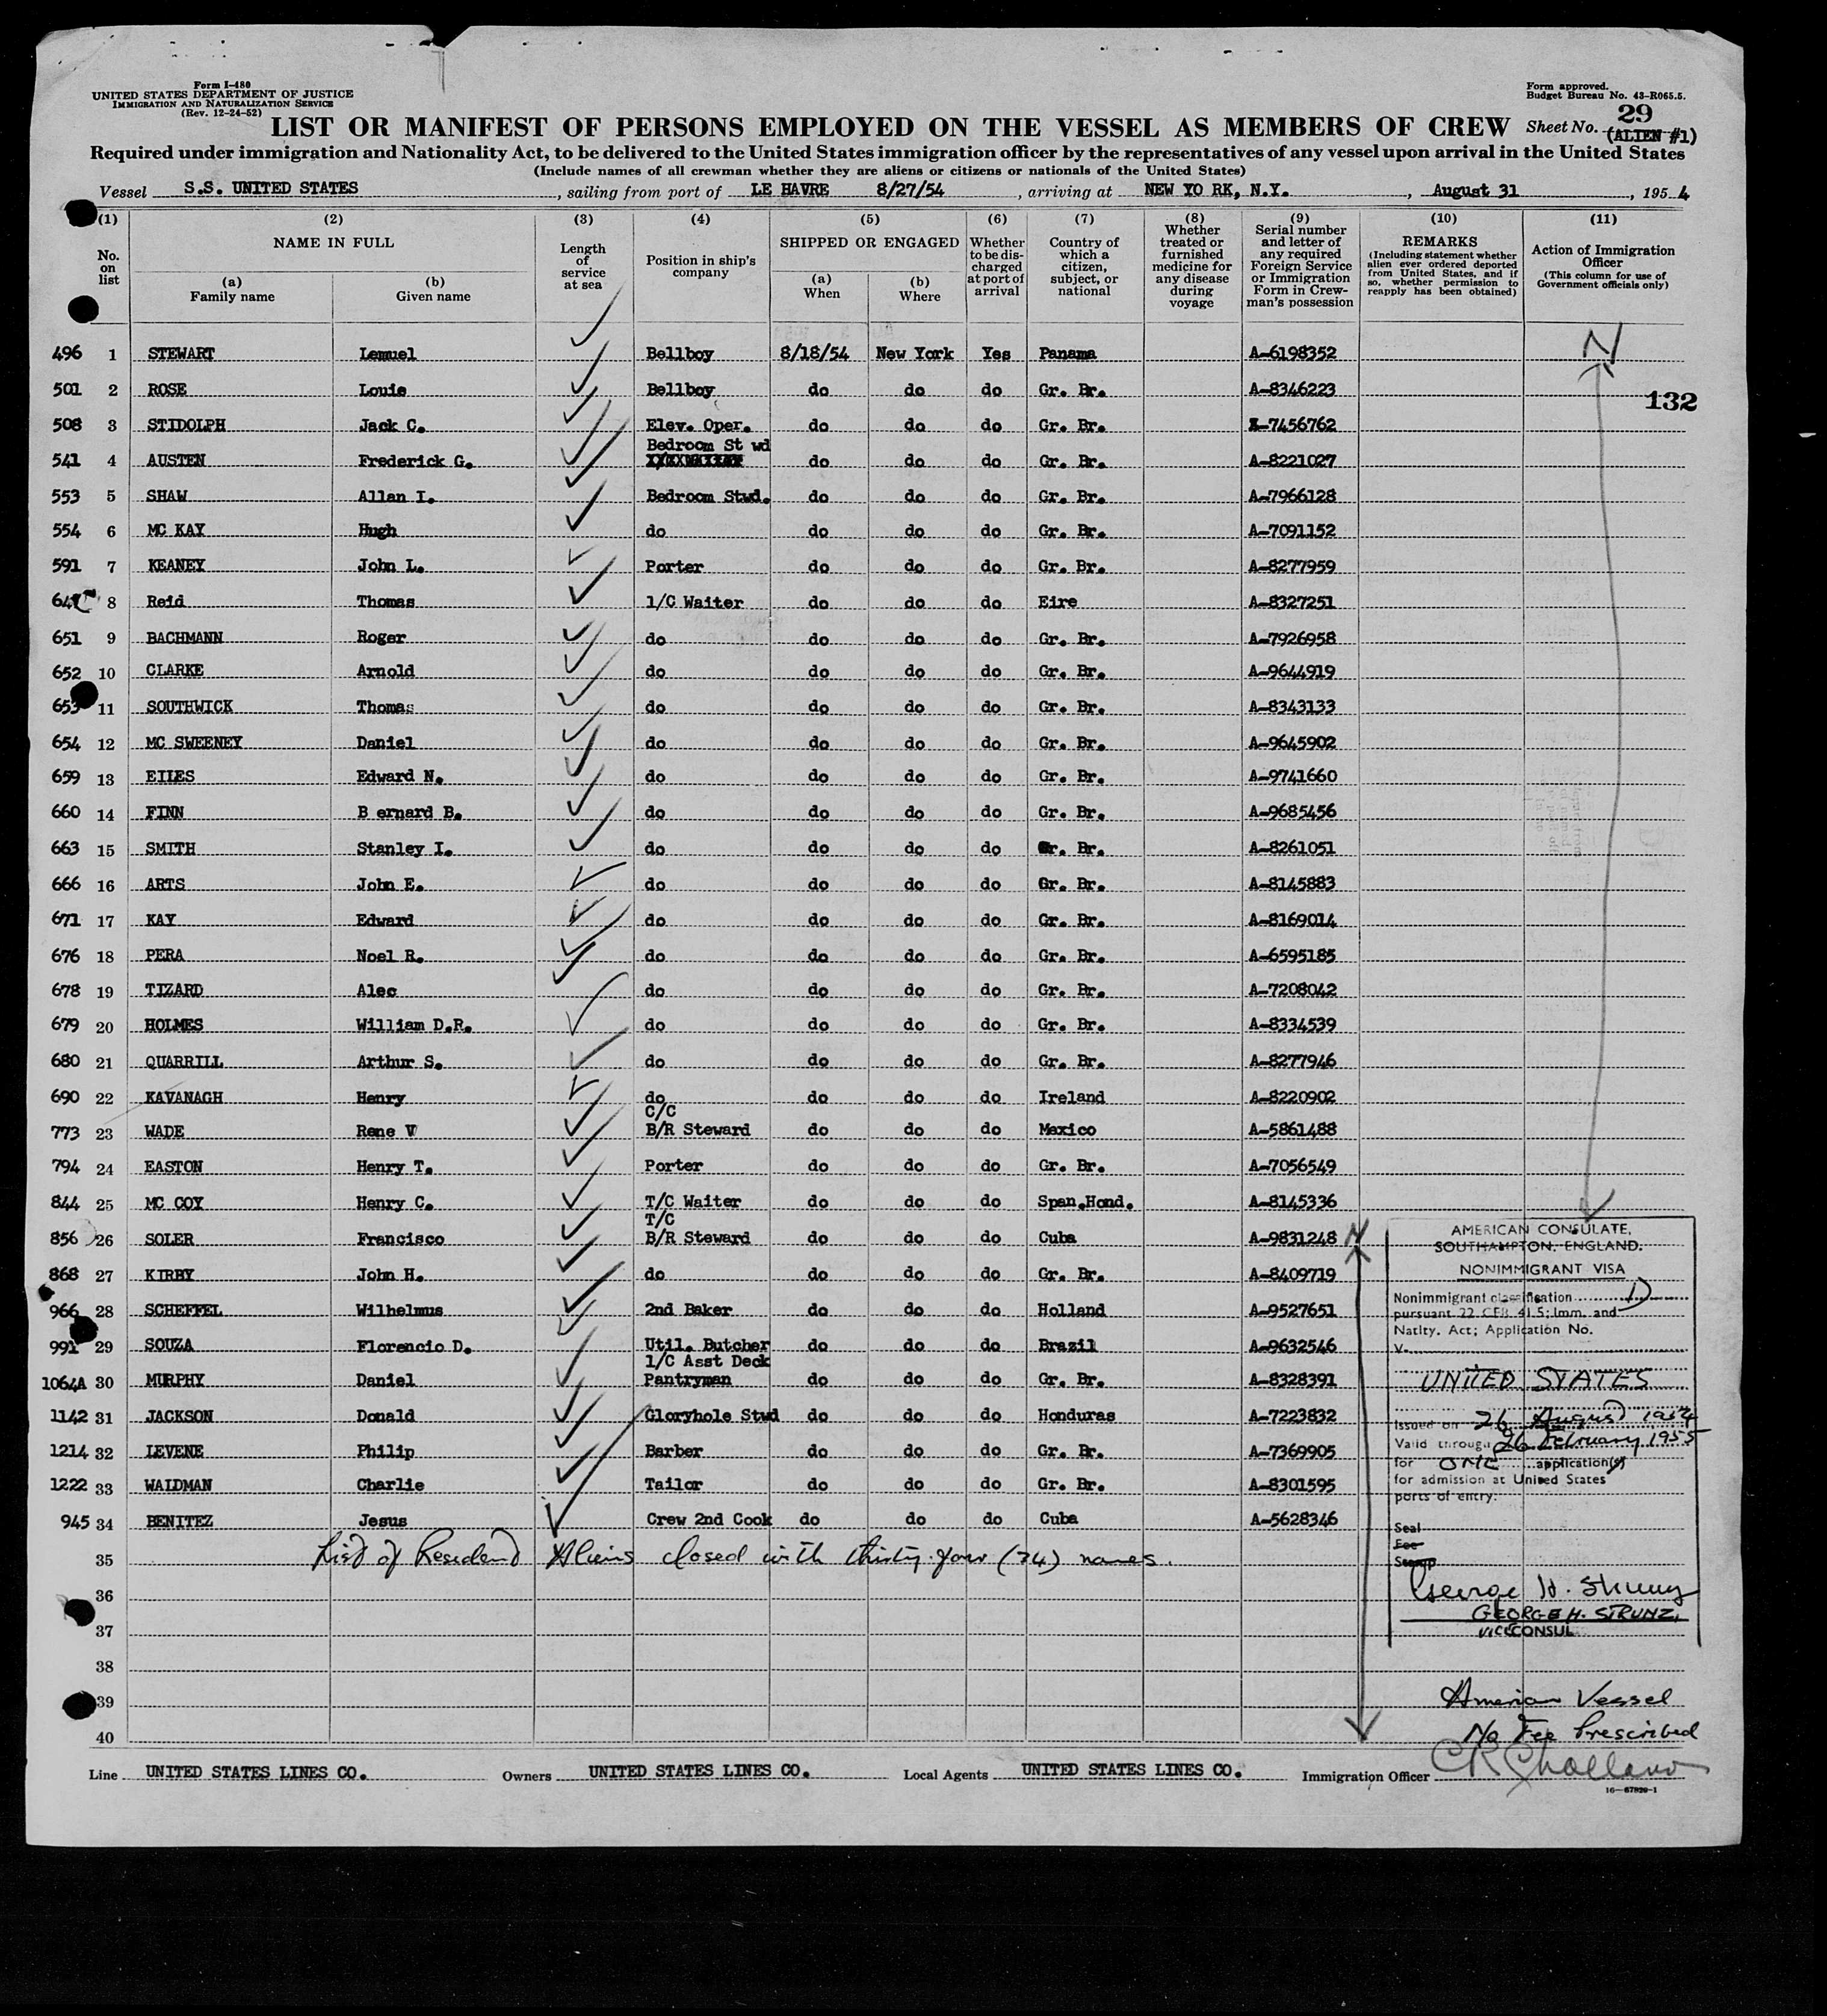 Form I-480
UNITED STATES DEPARTMENT OF JUSTICE
IMMIGRATION AND NATURALIZATION SERVICE
(Rev. 12-24-52)
Form approved.
Budget Bureau No. 43-R065.5.
LIST OR MANIFEST OF PERSONS EMPLOYED ON THE VESSEL AS MEMBERS OF CREW Sheet No. 29 (ALIEN #1)
Required under immigration and Nationality Act, to be delivered to the United States immigration officer by the representatives of any vessel upon arrival in the United States
(Include names of all crewman whether they are aliens or citizens or nationals of the United States)
Vessel S.S. UNITED STATES, sailing from port of LE HAVRE 8/27/54, arriving at NEW YO RK, N.Y., August 31, 1954
(1) No. on list
(2) NAME IN FULL (a) Family name (b) Given name
(3) Length of service at sea
(4) Position in ship's company
(5) SHIPPED OR ENGAGED (a) When (b) Where
(6) Whether to be discharged at port of arrival
(7) Country of which a citizen, subject, or national
(8) Whether treated or furnished medicine for any disease during voyage
(9) Serial number and letter of any required Foreign Service or Immigration Form in Crewman's possession
(10) REMARKS (Including statement whether alien ever ordered deported from United States, and if so, whether permission to reapply has been obtained)
(11) Action of Immigration Officer (This column for use of Government officials only)
496 1 STEWART Lemuel Bellboy 8/18/54 New York Yes Panama A-6198352 N
501 2 ROSE Louis Bellboy do do do Gr. Br. A-8346223
132
508 3 STIDOLPH Jack C. Elev. Oper. do do do Gr. Br. -7456762
541 4 AUSTEN Frederick G. Bedroom St wd do do do Gr. Br. A-8221027
553 5 SHAW Allan I. Bedroom Stwd. do do do Gr. Br. A-7966128
554 6 MC KAY Hugh do do do do Gr. Br. A-7091152
591 7 KEANEY John L. Porter do do do Gr. Br. A-8277959
8 Reid Thomas 1/C Waiter do do do Eire A-8327251
651 9 BACHMANN Roger do do do do Gr. Br. A-7926958
652 10 CLARKE Arnold do do do do Gr. Br. A-9644919
653 11 SOUTHWICK Thomas do do do do Gr. Br. A-8343133
654 12 MC SWEENEY Daniel do do do do Gr. Br. A-9645902
659 13 EILES Edward N. do do do do Gr. Br. A-9741660
660 14 FINN B ernard B. do do do do Gr. Br. A-9685456
663 15 SMITH Stanley I. do do do do Gr. Br. A-8261051
666 16 ARTS John E. do do do do Gr. Br. A-8145883
671 17 KAY Edward do do do do Gr. Br. A-8169014
676 18 PERA Noel R. do do do do Gr. Br. A-6595185
678 19 TIZARD Alec do do do do Gr. Br. A-7208042
679 20 HOLMES William D.R. do do do do Gr. Br. A-8334539
680 21 QUARRILL Arthur S. do do do do Gr. Br. A-8277946
690 22 KAVANAGH Henry do do do do Ireland A-8220902
773 23 WADE Rene V C/C B/R Steward do do do Mexico A-5861488
794 24 EASTON Henry T. Porter do do do Gr. Br. A-7056549
844 25 MC COY Henry C. T/C Waiter do do do Span.Hond. A-8145336
856 26 SOLER Francisco T/C B/R Steward do do do Cuba A-9831248 N
868 27 KIRBY John H. do do do do Gr. Br. A-8409719
966 28 SCHEFFEL Wilhelmus 2nd Baker do do do Holland A-9527651
991 29 SOUZA Florencio D. Util. Butcher do do do Brazil A-9632546
1064A 30 MURPHY Daniel 1/C Asst Deck Pantryman do do do Gr. Br. A-8328391
1142 31 JACKSON Donald Gloryhole Stwd do do do Honduras A-7223832
1214 32 LEVENE Philip Barber do do do Gr. Br. A-7369905
1222 33 WALDMAN Charlie Tailor do do do Gr. Br. A-8301595
945 34 BENITEZ Jesus Crew 2nd Cook do do do Cuba A-5628346
35 List of Resident Aliens closed with thirty-four (34) names.
36
37
38
39
40
AMERICAN CONSULATE,
SOUTHAMPTON. ENGLAND.
NONIMMIGRANT VISA
Nonimmigrant classification D
pursuant 22 CFR 41.5; Imm. and
Natlty. Act; Application No.
V-
UNITED STATES
Issued on 26 August 1954
Valid through 26 February 1955
for ONE application(s)
for admission at United States
ports of entry.
Seal
Fee
Stamp
George H. Strunz
GEORGE H. STRUNZ,
VICE CONSUL
American Vessel
No Fee Prescribed
Line UNITED STATES LINES CO. Owners UNITED STATES LINES CO. Local Agents UNITED STATES LINES CO. Immigration Officer
16-67820-1